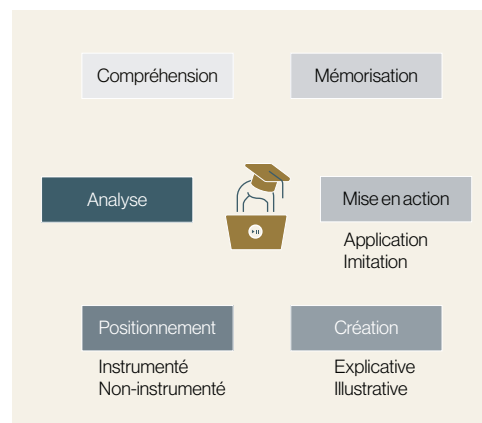 Compréhension
Mémorisation
Analyse
Mise en action
Application
Imitation
Positionnement
Instrumenté
Non-instrumenté
Création
Explicative
Illustrative